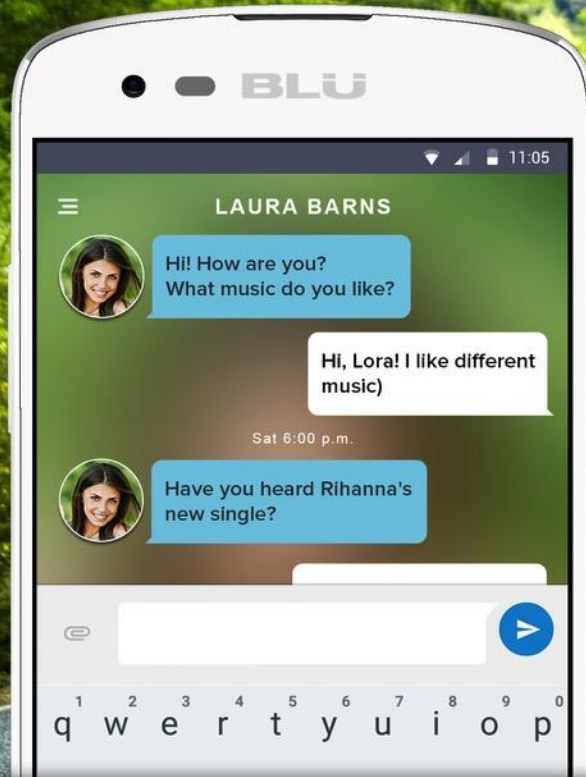 BLU
11:05
LAURA BARNS
Hi! How are you?
What music do you like?
Hi, Lora! I like different
music)
Sat 6:00 p.m.
Have you heard Rihanna's
new single?
1 2 3 4 5 6 7 8 9 0
q w e r t y u i o p